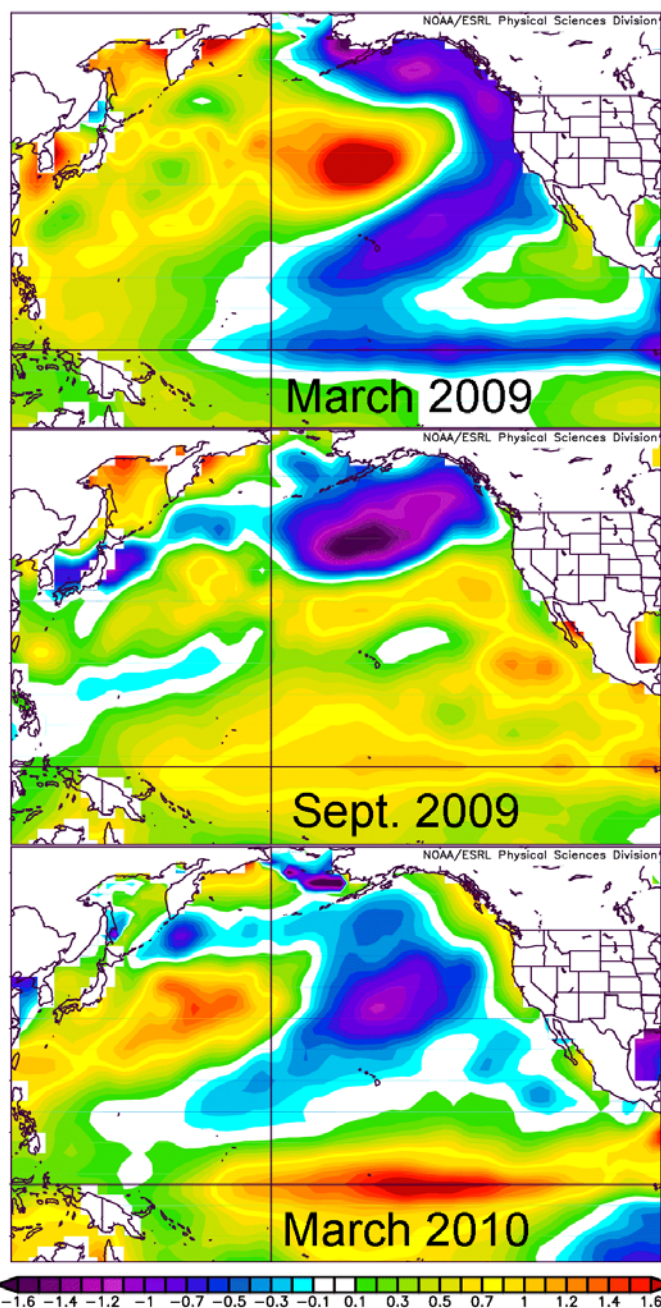 NOAA/ESRL Physical Sciences Division
March 2009
NOAA/ESRL Physical Sciences Division
Sept. 2009
NOAA/ESRL Physical Sciences Division
March 2010
−1.6 −1.4 −1.2 −1 −0.7 −0.5 −0.3 −0.1 0.1 0.3 0.5 0.7 1 1.2 1.4 1.6